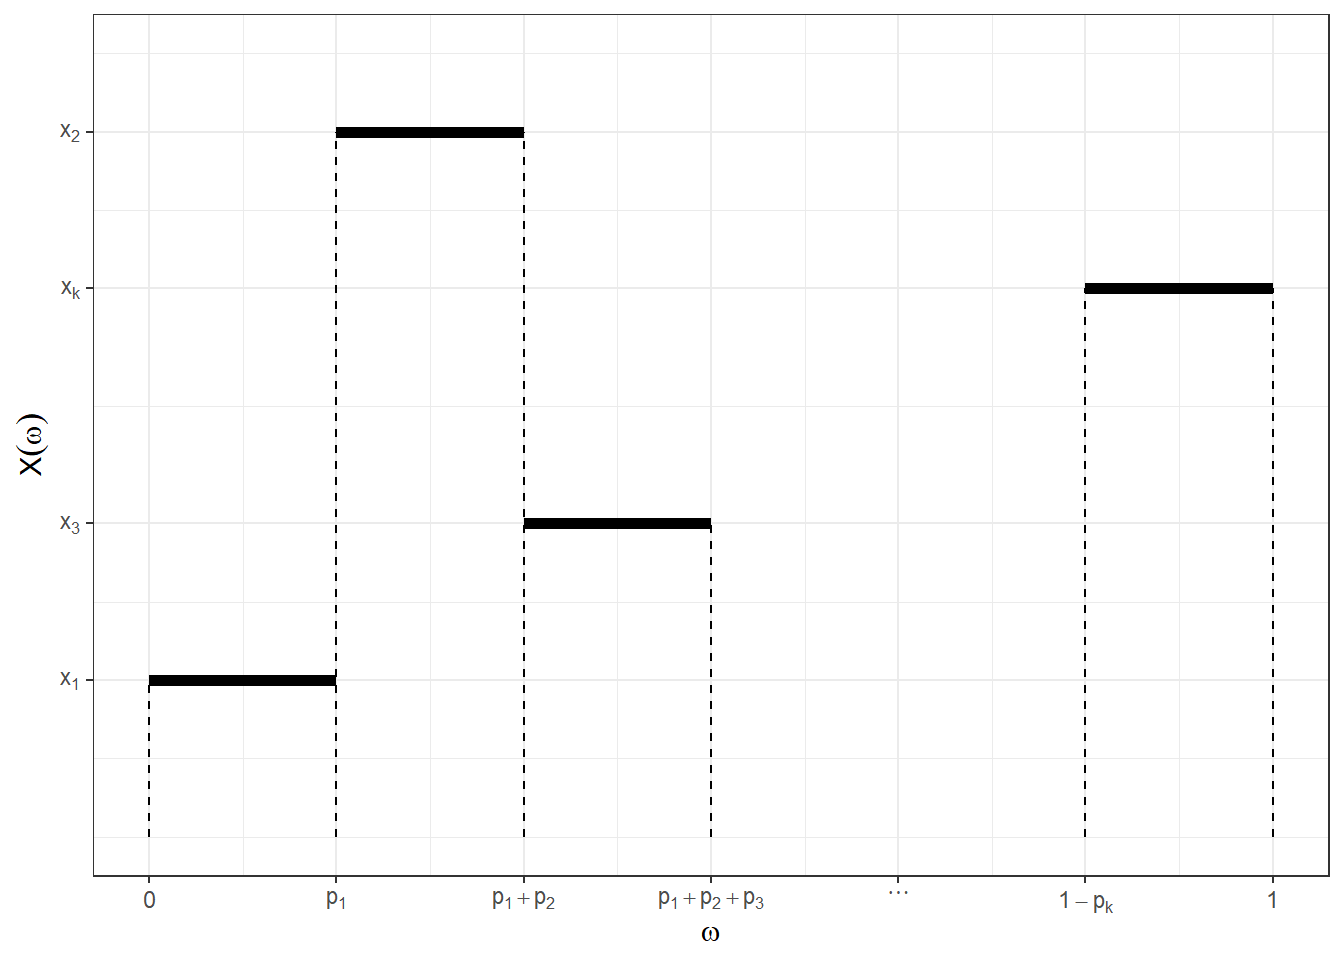 x₂
xₖ
X(ω)
x₃
x₁
0 p₁ p₁ + p₂ p₁ + p₂ + p₃ ⋯ 1 − pₖ 1
ω